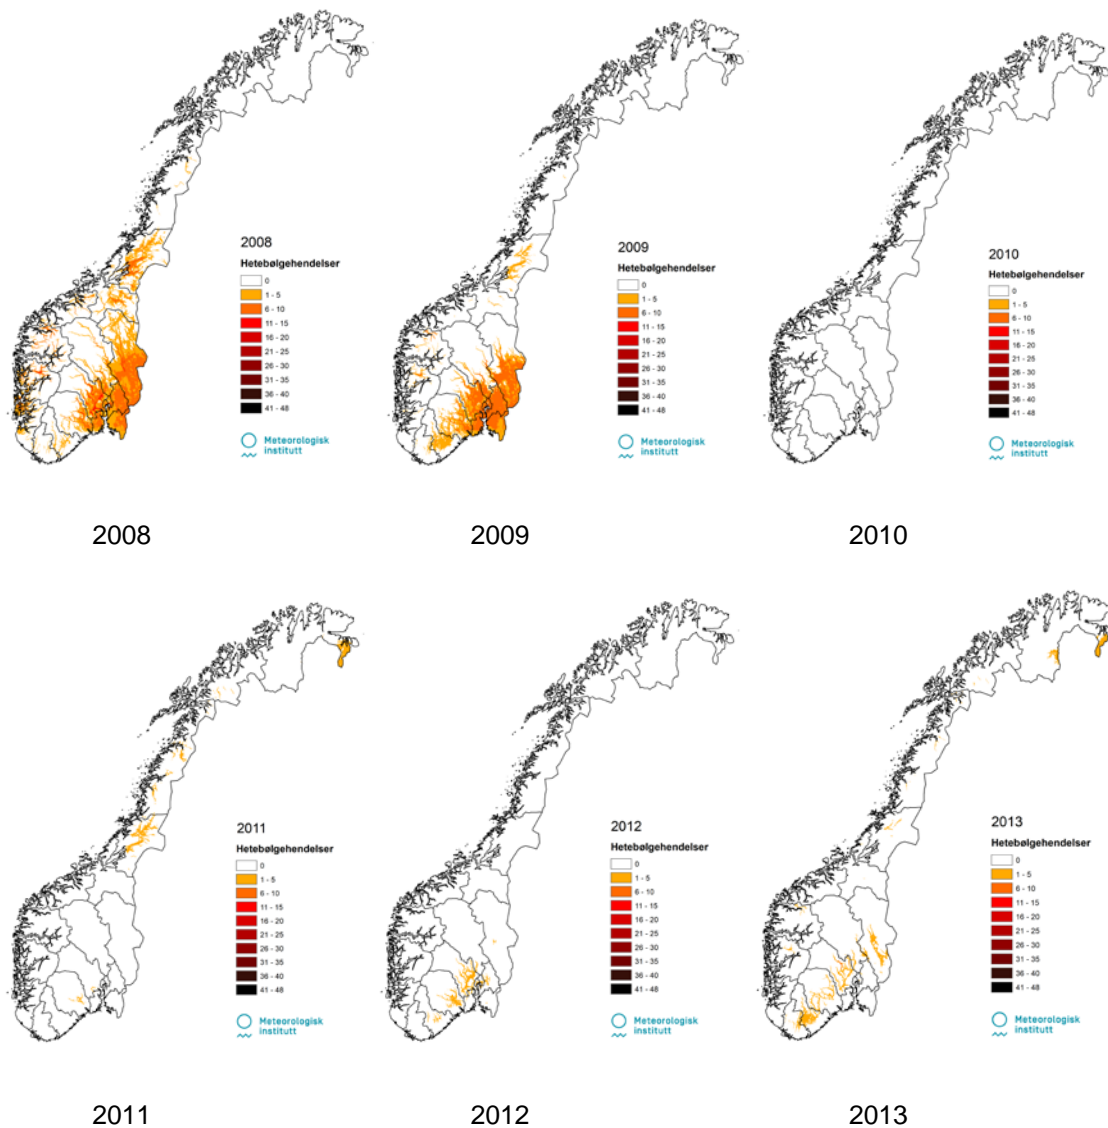 2008
Hetebølgehendelser
0
1 - 5
6 - 10
11 - 15
16 - 20
21 - 25
26 - 30
31 - 35
36 - 40
41 - 48
Meteorologisk
institutt
2009
Hetebølgehendelser
0
1 - 5
6 - 10
11 - 15
16 - 20
21 - 25
26 - 30
31 - 35
36 - 40
41 - 48
Meteorologisk
institutt
2010
Hetebølgehendelser
0
1 - 5
6 - 10
11 - 15
16 - 20
21 - 25
26 - 30
31 - 35
36 - 40
41 - 48
Meteorologisk
institutt
2008
2009
2010
2011
Hetebølgehendelser
0
1 - 5
6 - 10
11 - 15
16 - 20
21 - 25
26 - 30
31 - 35
36 - 40
41 - 48
Meteorologisk
institutt
2012
Hetebølgehendelser
0
1 - 5
6 - 10
11 - 15
16 - 20
21 - 25
26 - 30
31 - 35
36 - 40
41 - 48
Meteorologisk
institutt
2013
Hetebølgehendelser
0
1 - 5
6 - 10
11 - 15
16 - 20
21 - 25
26 - 30
31 - 35
36 - 40
41 - 48
Meteorologisk
institutt
2011
2012
2013